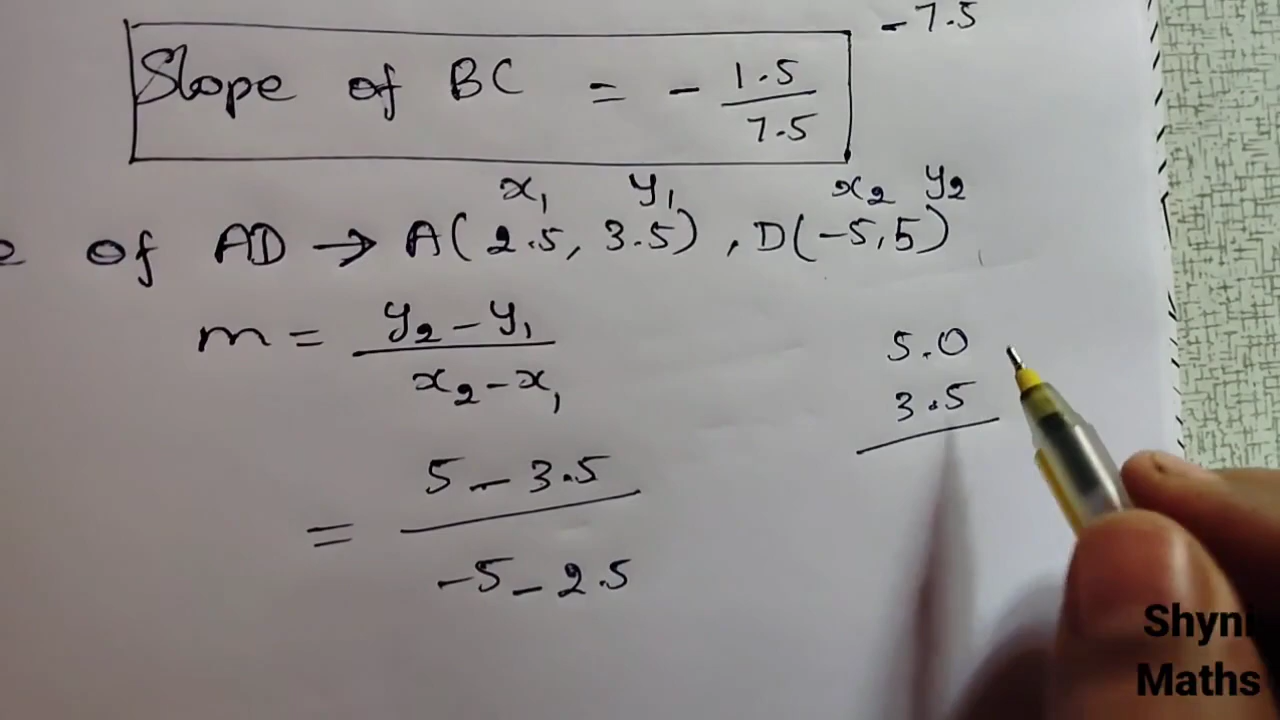 -7.5
Slope of BC = - 1.5/7.5
x₁ y₁ x₂ y₂
of AD → A(2.5, 3.5), D(-5, 5)
m = y₂ - y₁ / x₂ - x₁
5.0
3.5
= 5 - 3.5 / -5 - 2.5
Shyni
Maths